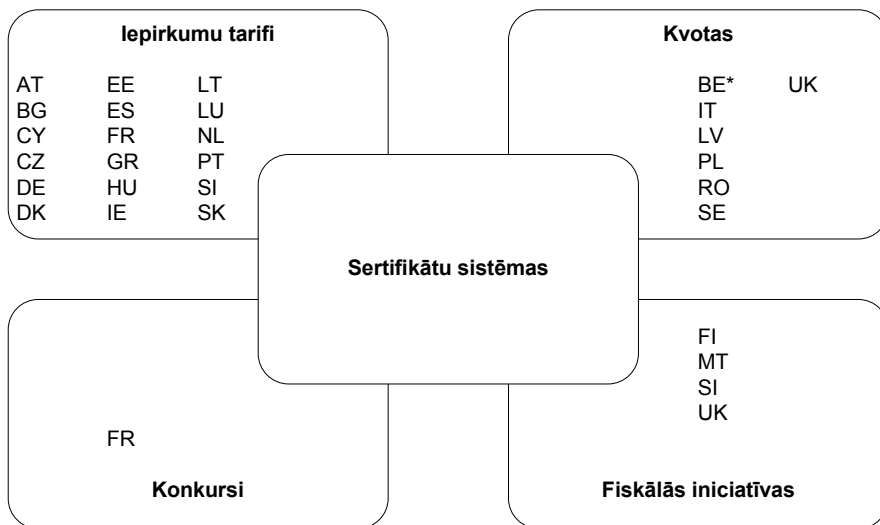 Iepirkumu tarifi
AT EE LT
BG ES LU
CY FR NL
CZ GR PT
DE HU SI
DK IE SK
Kvotas
BE* UK
IT
LV
PL
RO
SE
Sertifikātu sistēmas
FR
Konkursi
FI
MT
SI
UK
Fiskālās iniciatīvas